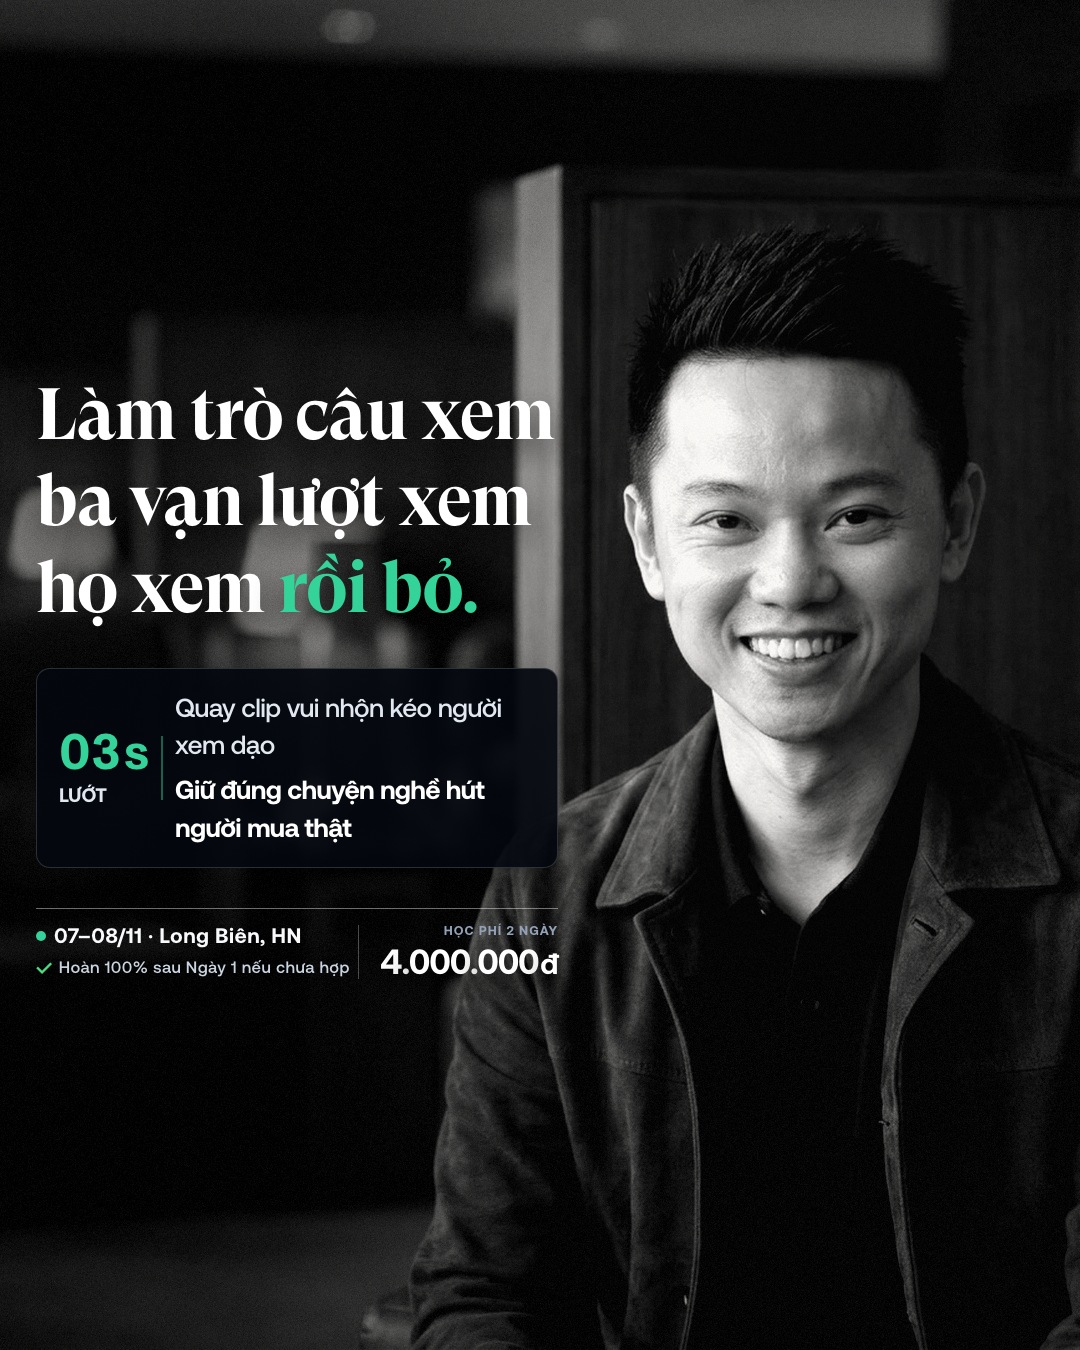 Làm trò câu xem
ba vạn lượt xem
họ xem rồi bỏ.
03s
LƯỚT
Quay clip vui nhộn kéo người
xem dạo
Giữ đúng chuyện nghề hút
người mua thật
07–08/11 · Long Biên, HN
Hoàn 100% sau Ngày 1 nếu chưa hợp
HỌC PHÍ 2 NGÀY
4.000.000đ